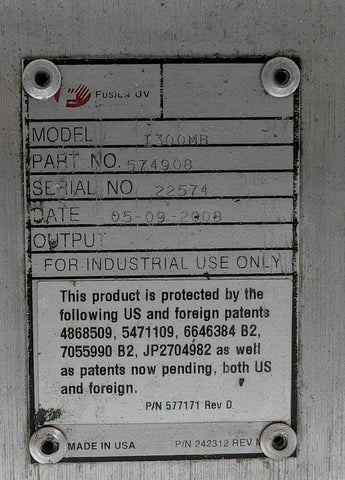 Fusion UV
MODEL I300MB
PART NO. 574908
SERIAL NO 22574
DATE 05-09-2008
OUTPUT
FOR INDUSTRIAL USE ONLY
This product is protected by the
following US and foreign patents
4868509, 5471109, 6646384 B2,
7055990 B2, JP2704982 as well
as patents now pending, both US
and foreign.
P/N 577171 Rev D
MADE IN USA P/N 242312 REV